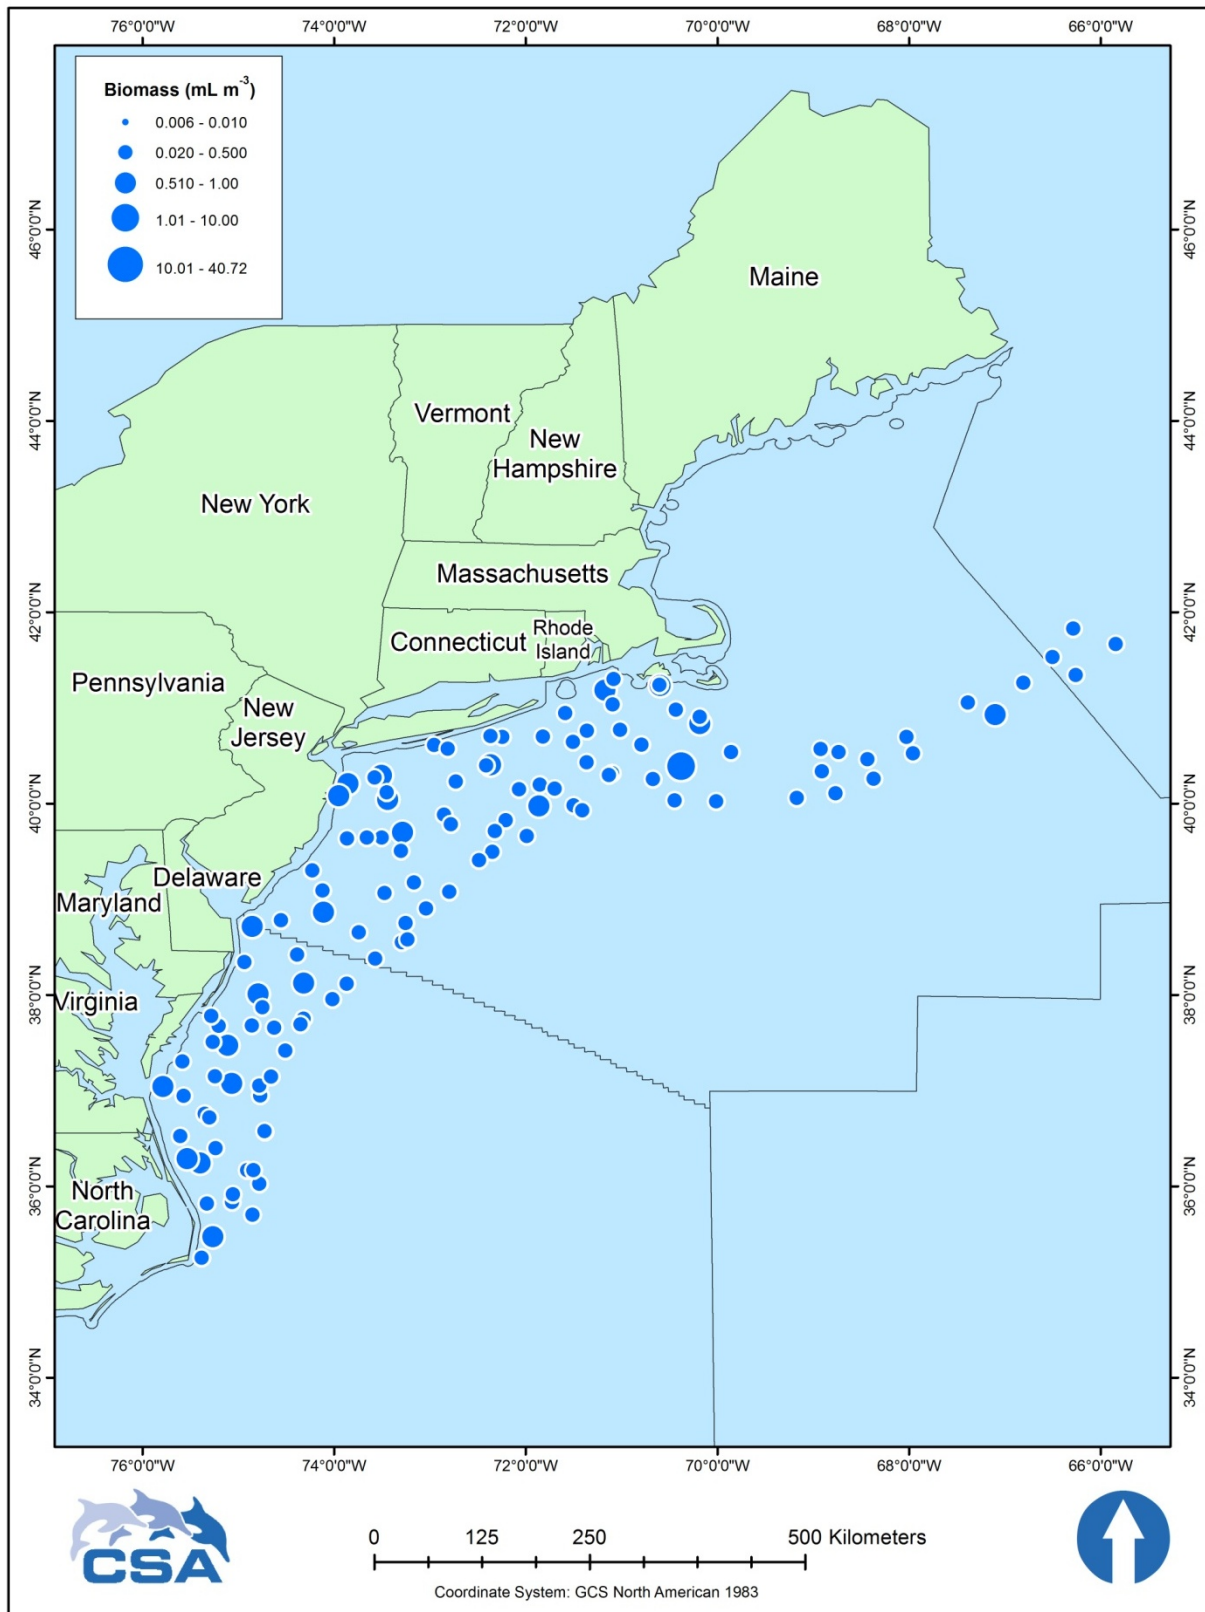 76°0'0"W 74°0'0"W 72°0'0"W 70°0'0"W 68°0'0"W 66°0'0"W
Biomass (mL m-3)
0.006 - 0.010
0.020 - 0.500
0.510 - 1.00
1.01 - 10.00
10.01 - 40.72
46°0'0"N
46°0'0"N
Maine
44°0'0"N
44°0'0"N
Vermont
New
Hampshire
New York
Massachusetts
42°0'0"N
42°0'0"N
Connecticut
Rhode
Island
Pennsylvania
New
Jersey
40°0'0"N
40°0'0"N
Delaware
Maryland
38°0'0"N
38°0'0"N
Virginia
36°0'0"N
36°0'0"N
North
Carolina
34°0'0"N
34°0'0"N
76°0'0"W 74°0'0"W 72°0'0"W 70°0'0"W 68°0'0"W 66°0'0"W
CSA
0 125 250 500 Kilometers
Coordinate System: GCS North American 1983